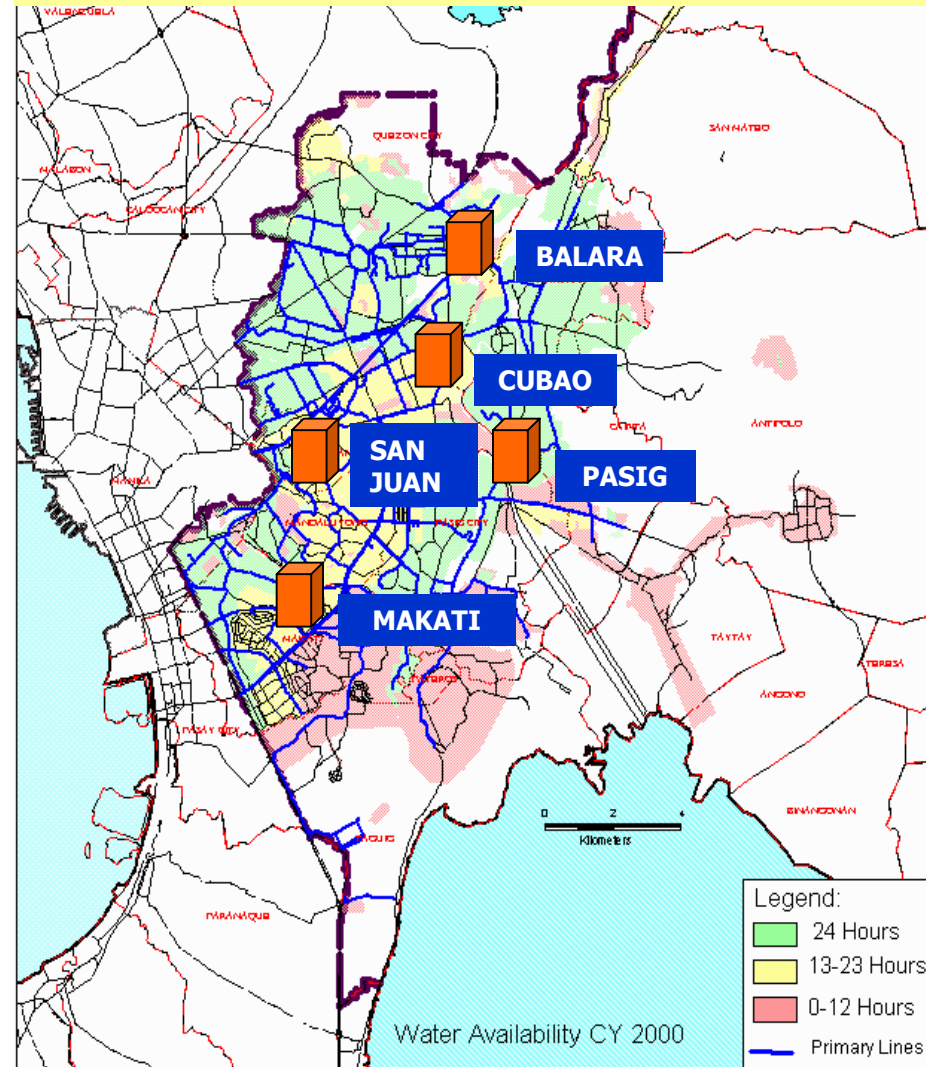 VALENZUELA
QUEZON CITY
SAN MATEO
MALABON
CALOOCAN CITY
BALARA
CUBAO
CAINTA
ANTIPOLO
SAN
JUAN
PASIG
MANILA
MANDALUYONG
PASIG CITY
MAKATI
TAYTAY
TERESA
PATEROS
ANGONO
PASAY CITY
BINANGONAN
0 2 4
Kilometers
TAGUIG
PARANAQUE
Legend:
24 Hours
13-23 Hours
0-12 Hours
Primary Lines
Water Availability CY 2000